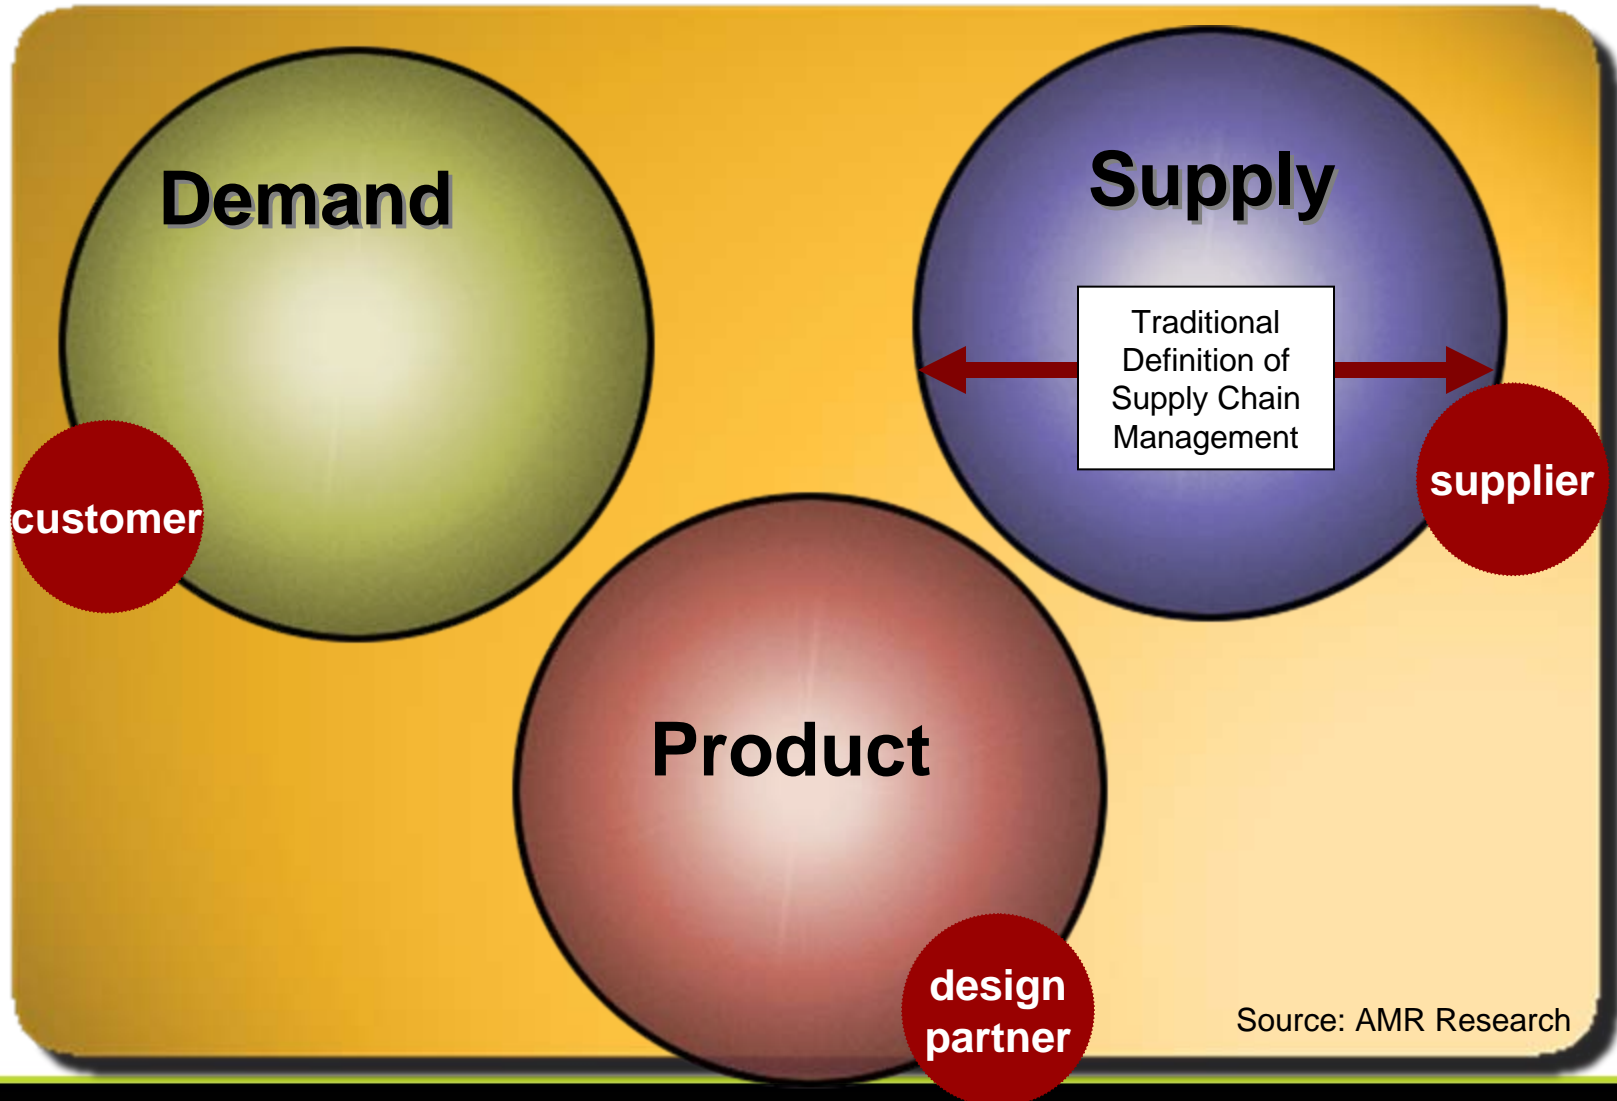 Demand
Supply
Traditional
Definition of
Supply Chain
Management
customer
supplier
Product
design
partner
Source: AMR Research